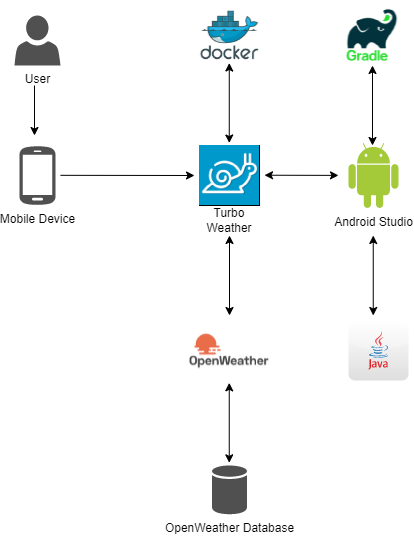 docker
Gradle
User
Mobile Device
Turbo
Weather
Android Studio
OpenWeather
Java
OpenWeather Database